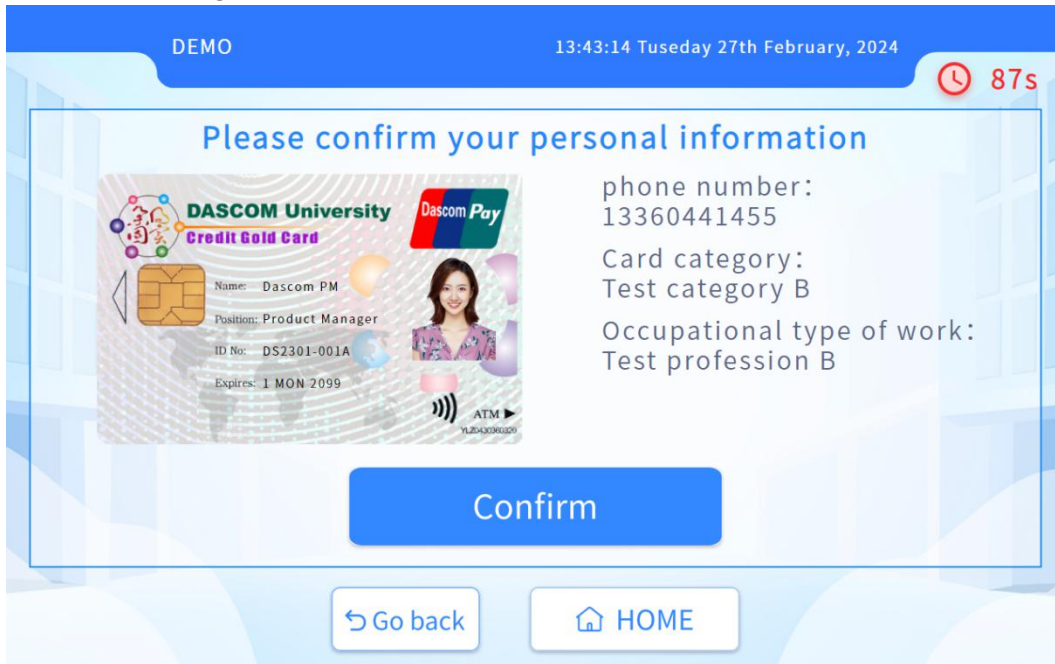 DEMO
13:43:14 Tuseday 27th February, 2024
87s
Please confirm your personal information
DASCOM University
Credit Gold Card
Dascom Pay
Name: Dascom PM
Position: Product Manager
ID No: DS2301-001A
Expires: 1 MON 2099
ATM
YLZD430360320
phone number:
13360441455
Card category:
Test category B
Occupational type of work:
Test profession B
Confirm
Go back
HOME